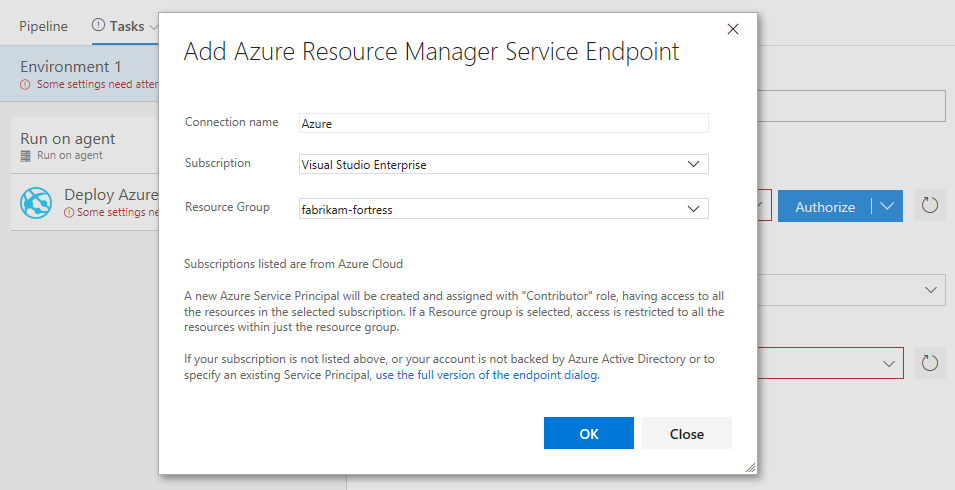 Pipeline
Tasks
Environment 1
Some settings need atten
Run on agent
Run on agent
Deploy Azure
Some settings ne
Add Azure Resource Manager Service Endpoint
Connection name
Azure
Subscription
Visual Studio Enterprise
Resource Group
fabrikam-fortress
Subscriptions listed are from Azure Cloud
A new Azure Service Principal will be created and assigned with "Contributor" role, having access to all
the resources in the selected subscription. If a Resource group is selected, access is restricted to all the
resources within just the resource group.
If your subscription is not listed above, or your account is not backed by Azure Active Directory or to
specify an existing Service Principal, use the full version of the endpoint dialog.
OK
Close
Authorize